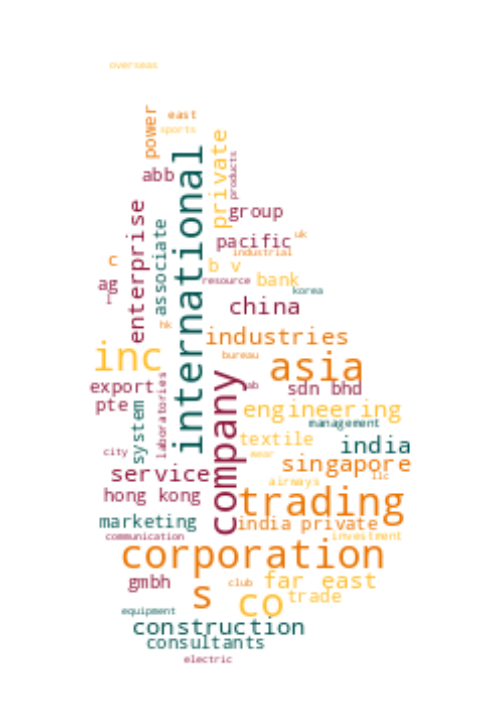 overseas
power
east
sports
abb
private
products
international
enterprise
associate
group
pacific
uk
industrial
c
b v
ag
r
resource
bank
korea
china
hk
industries
bureau
inc
asia
export
pte
system
laboratories
company
ab
sdn bhd
engineering
management
textile
india
city
wear
singapore
service
llc
airways
hong kong
trading
marketing
india private
communication
investment
corporation
gmbh
club
far east
s
co
trade
equipment
construction
consultants
electric